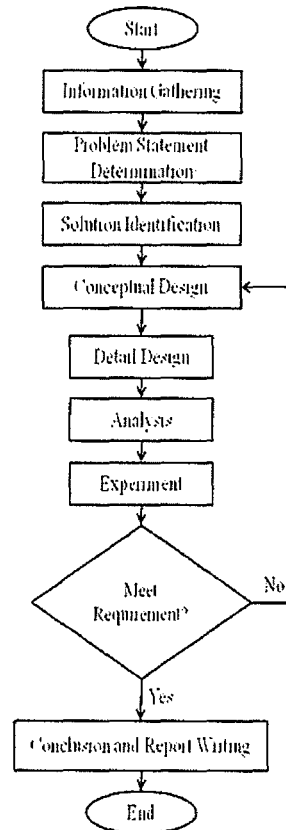 Start
Information Gathering
Problem Statement
Determination
Solution Identification
Conceptual Design
Detail Design
Analysis
Experiment
Meet
Requirement?
No
Yes
Conclusion and Report Writing
End